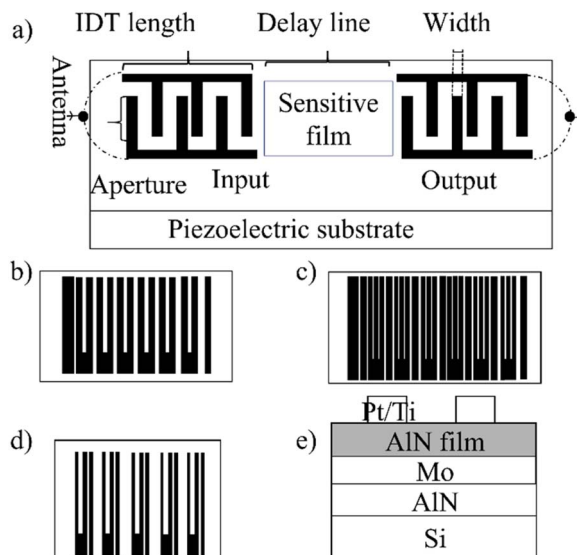 a)
IDT length
Delay line
Width
Antenna
Sensitive
film
Aperture
Input
Output
Piezoelectric substrate
b)
c)
d)
e)
Pt/Ti
AlN film
Mo
AlN
Si